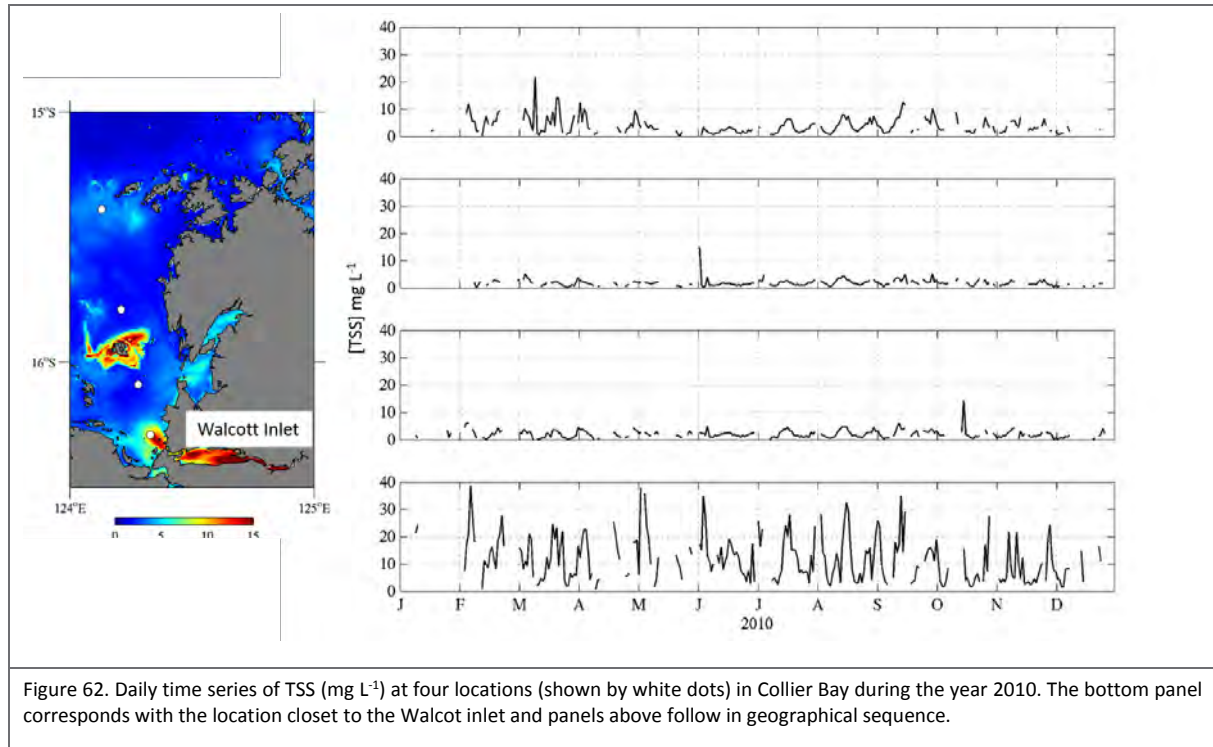 40
30
20
10
0
40
30
20
10
0
40
30
20
10
0
40
30
20
10
0
[TSS] mg L⁻¹
J F M A M J J A S O N D
2010
15°S
16°S
Walcott Inlet
124°E 125°E
0 5 10 15
Figure 62. Daily time series of TSS (mg L⁻¹) at four locations (shown by white dots) in Collier Bay during the year 2010. The bottom panel
corresponds with the location closet to the Walcot inlet and panels above follow in geographical sequence.